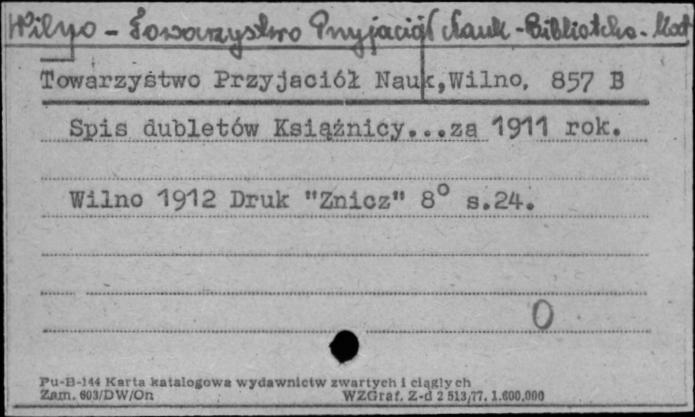 Wilno - Towarzystwo Przyjaciół Nauk - Biblioteka - Kat
Towarzystwo Przyjaciół Nauk,Wilno. 857 B
Spis dubletów Książnicy...za 1911 rok.
Wilno 1912 Druk "Znicz" 8° s.24.
0
Pu-B-144 Karta katalogowa wydawnictw zwartych i ciągłych
Zam. 603/DW/On WZGraf. Z-d 2 513/77. 1.600.000